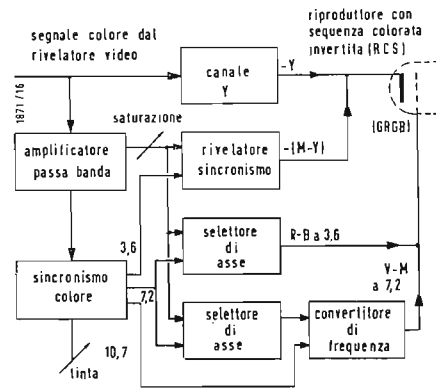 segnale colore dal
rivelatore video
riproduttore con
sequenza colorata
invertita (RCS)
canale
Y
-Y
(GRGB)
1871/16
saturazione
amplificatore
passa banda
rivelatore
sincronismo
-(M-Y)
3,6
selettore
di
asse
R-B a 3,6
sincronismo
colore
7,2
V-M
a 7,2
selettore
di
asse
convertitore
di
frequenza
tinta
10,7